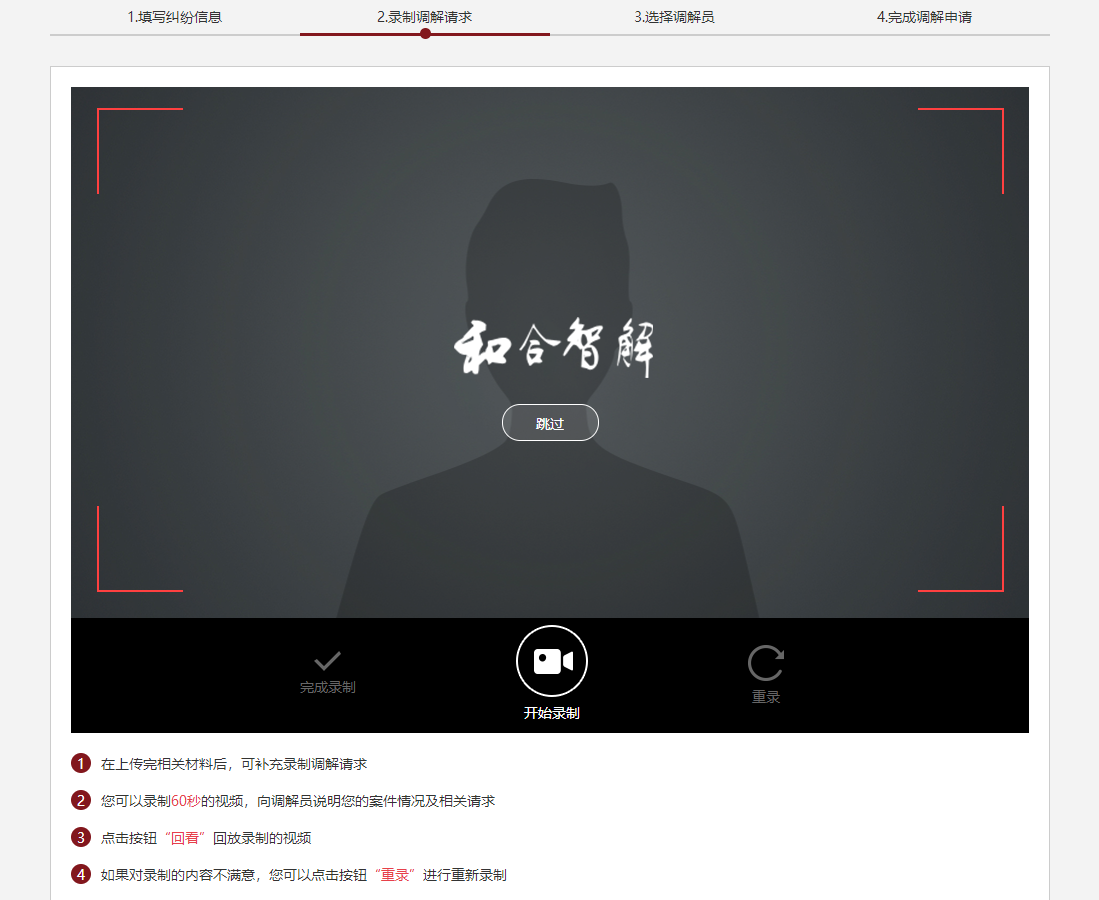 1.填写纠纷信息 2.录制调解请求 3.选择调解员 4.完成调解申请
和合智解
跳过
完成录制 开始录制 重录
1 在上传完相关材料后，可补充录制调解请求
2 您可以录制60秒的视频，向调解员说明您的案件情况及相关请求
3 点击按钮“回看”回放录制的视频
4 如果对录制的内容不满意，您可以点击按钮“重录”进行重新录制